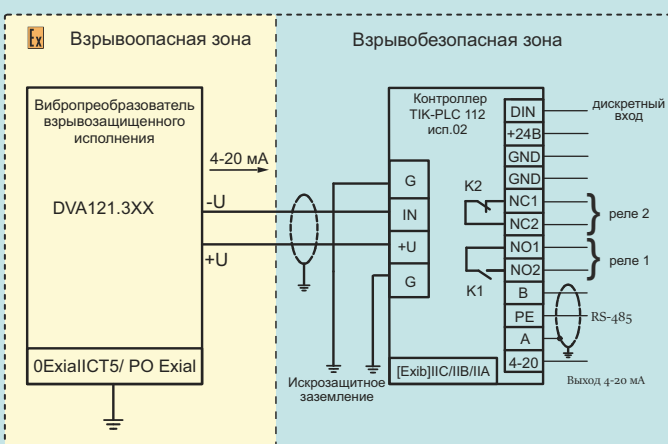 Ex
Взрывоопасная зона
Взрывобезопасная зона
Вибропреобразователь
взрывозащищенного
исполнения
DVA121.3XX
0ExiaIICT5/ PO ExiaI
4-20 мА
-U
+U
Контроллер
TIK-PLC 112
исп.02
G
IN
+U
G
K2
K1
DIN
+24В
GND
GND
NC1
NC2
NO1
NO2
B
PE
A
4-20
[Exib]IIC/IIB/IIA
дискретный
вход
реле 2
реле 1
RS-485
Выход 4-20 мА
Искрозащитное
заземление